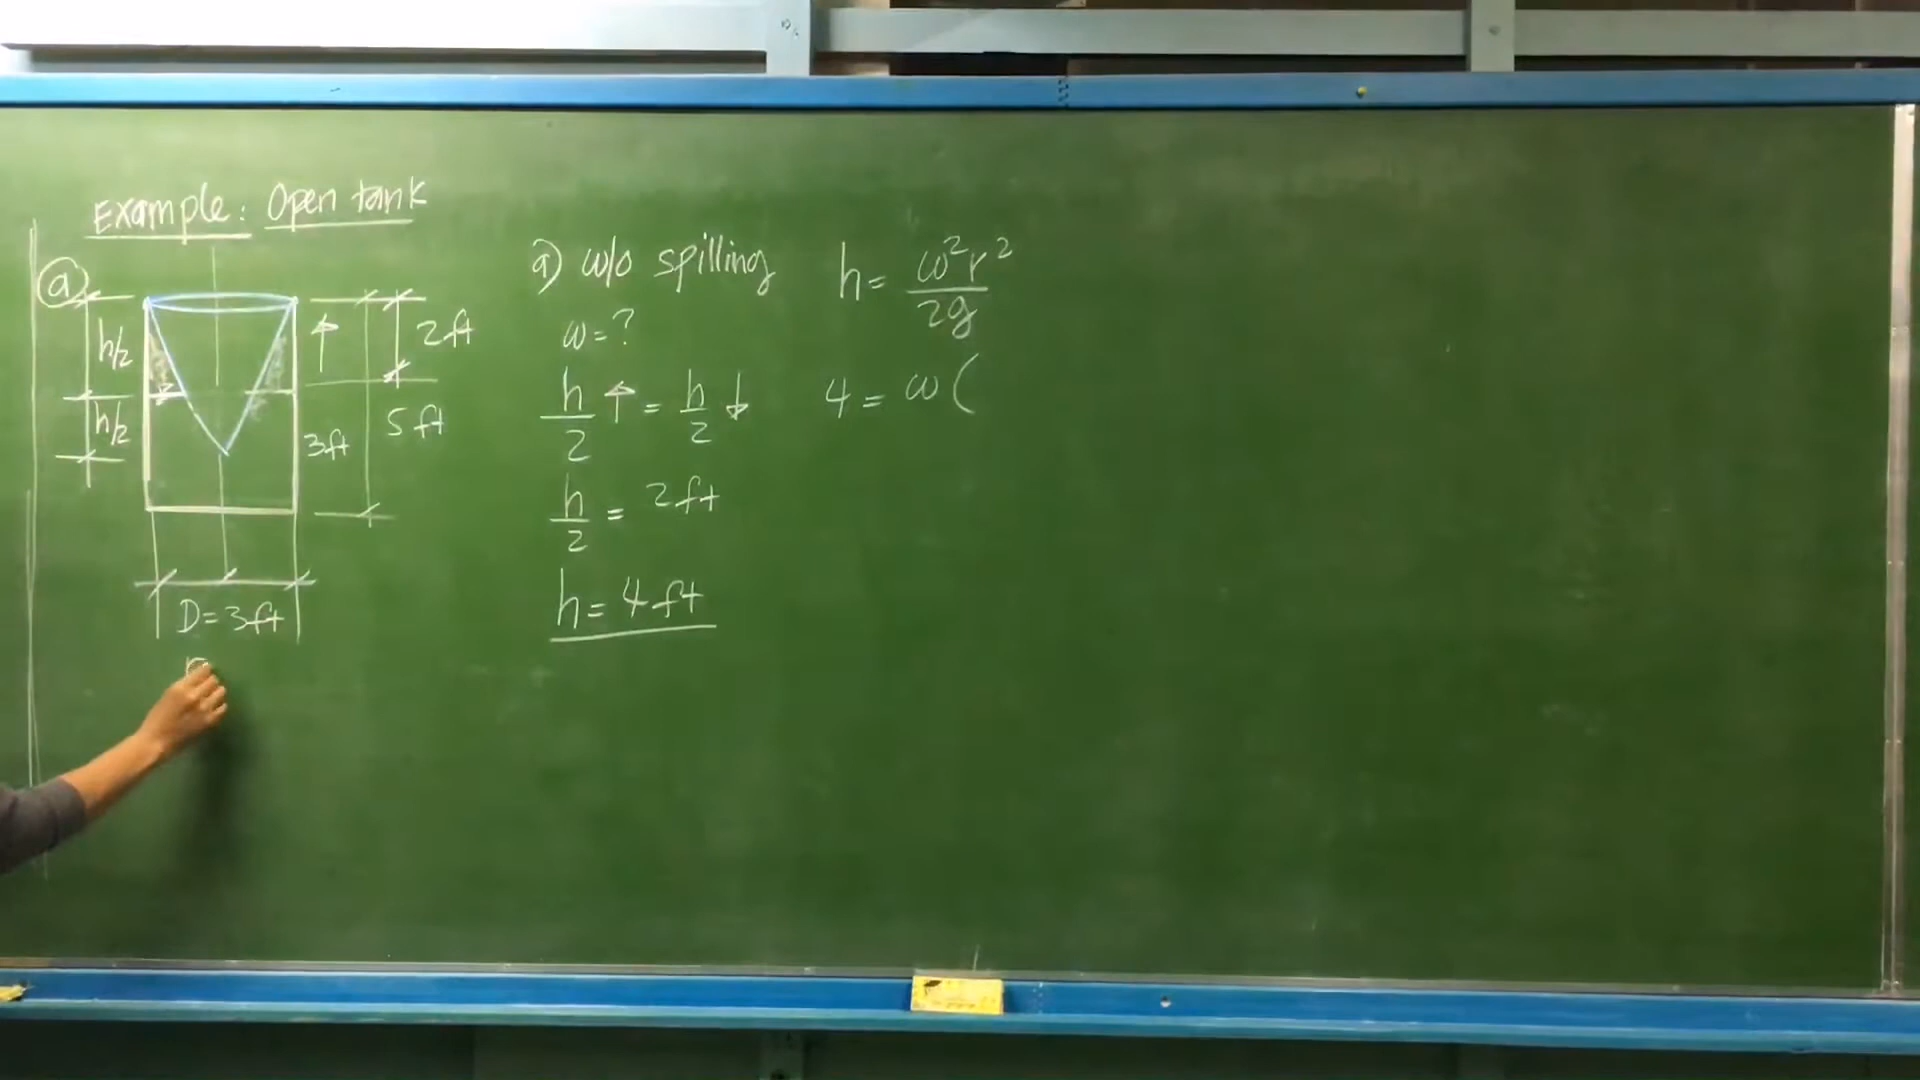 Example: Open tank
a
h/2
h/2
2ft
5ft
3ft
D=3ft
a) w/o spilling
ω=?
h/2 ↑ = h/2 ↓
h/2 = 2ft
h=4ft
h= ω²r²/2g
4 = ω (